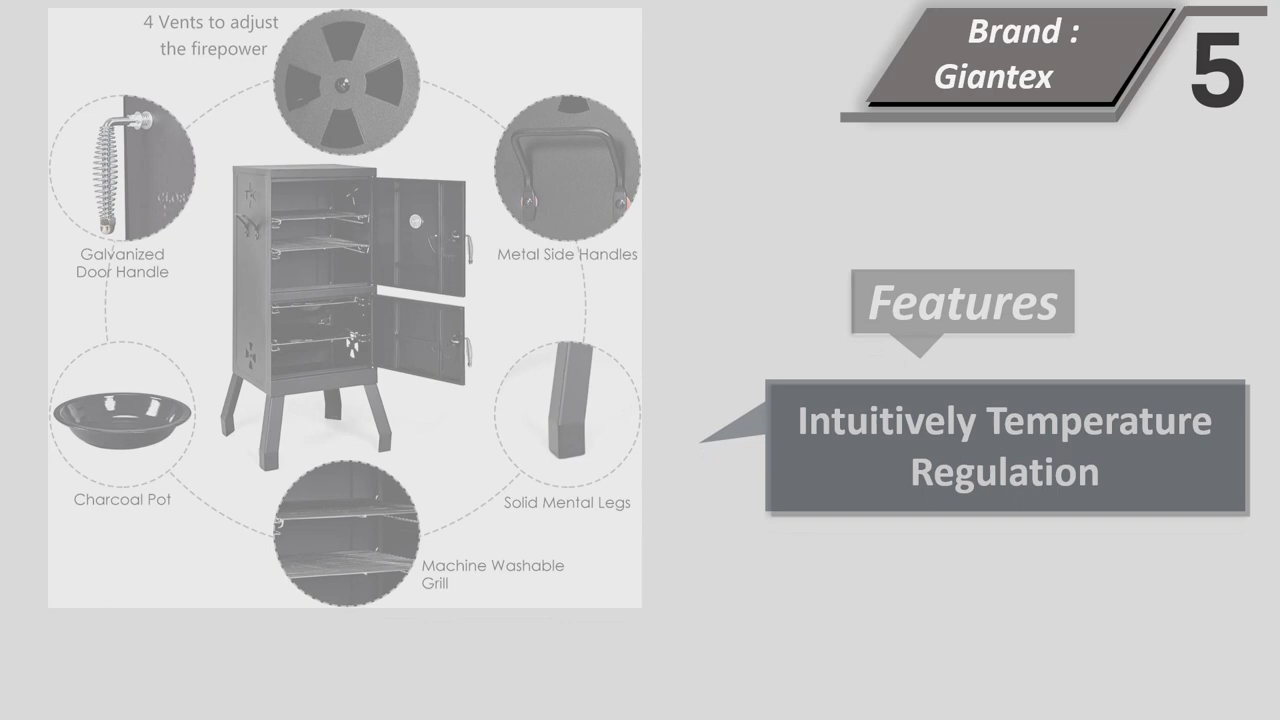 4 Vents to adjust
the firepower
Galvanized
Door Handle
Metal Side Handles
Charcoal Pot
Solid Mental Legs
Machine Washable
Grill
Brand :
Giantex
5
Features
Intuitively Temperature
Regulation